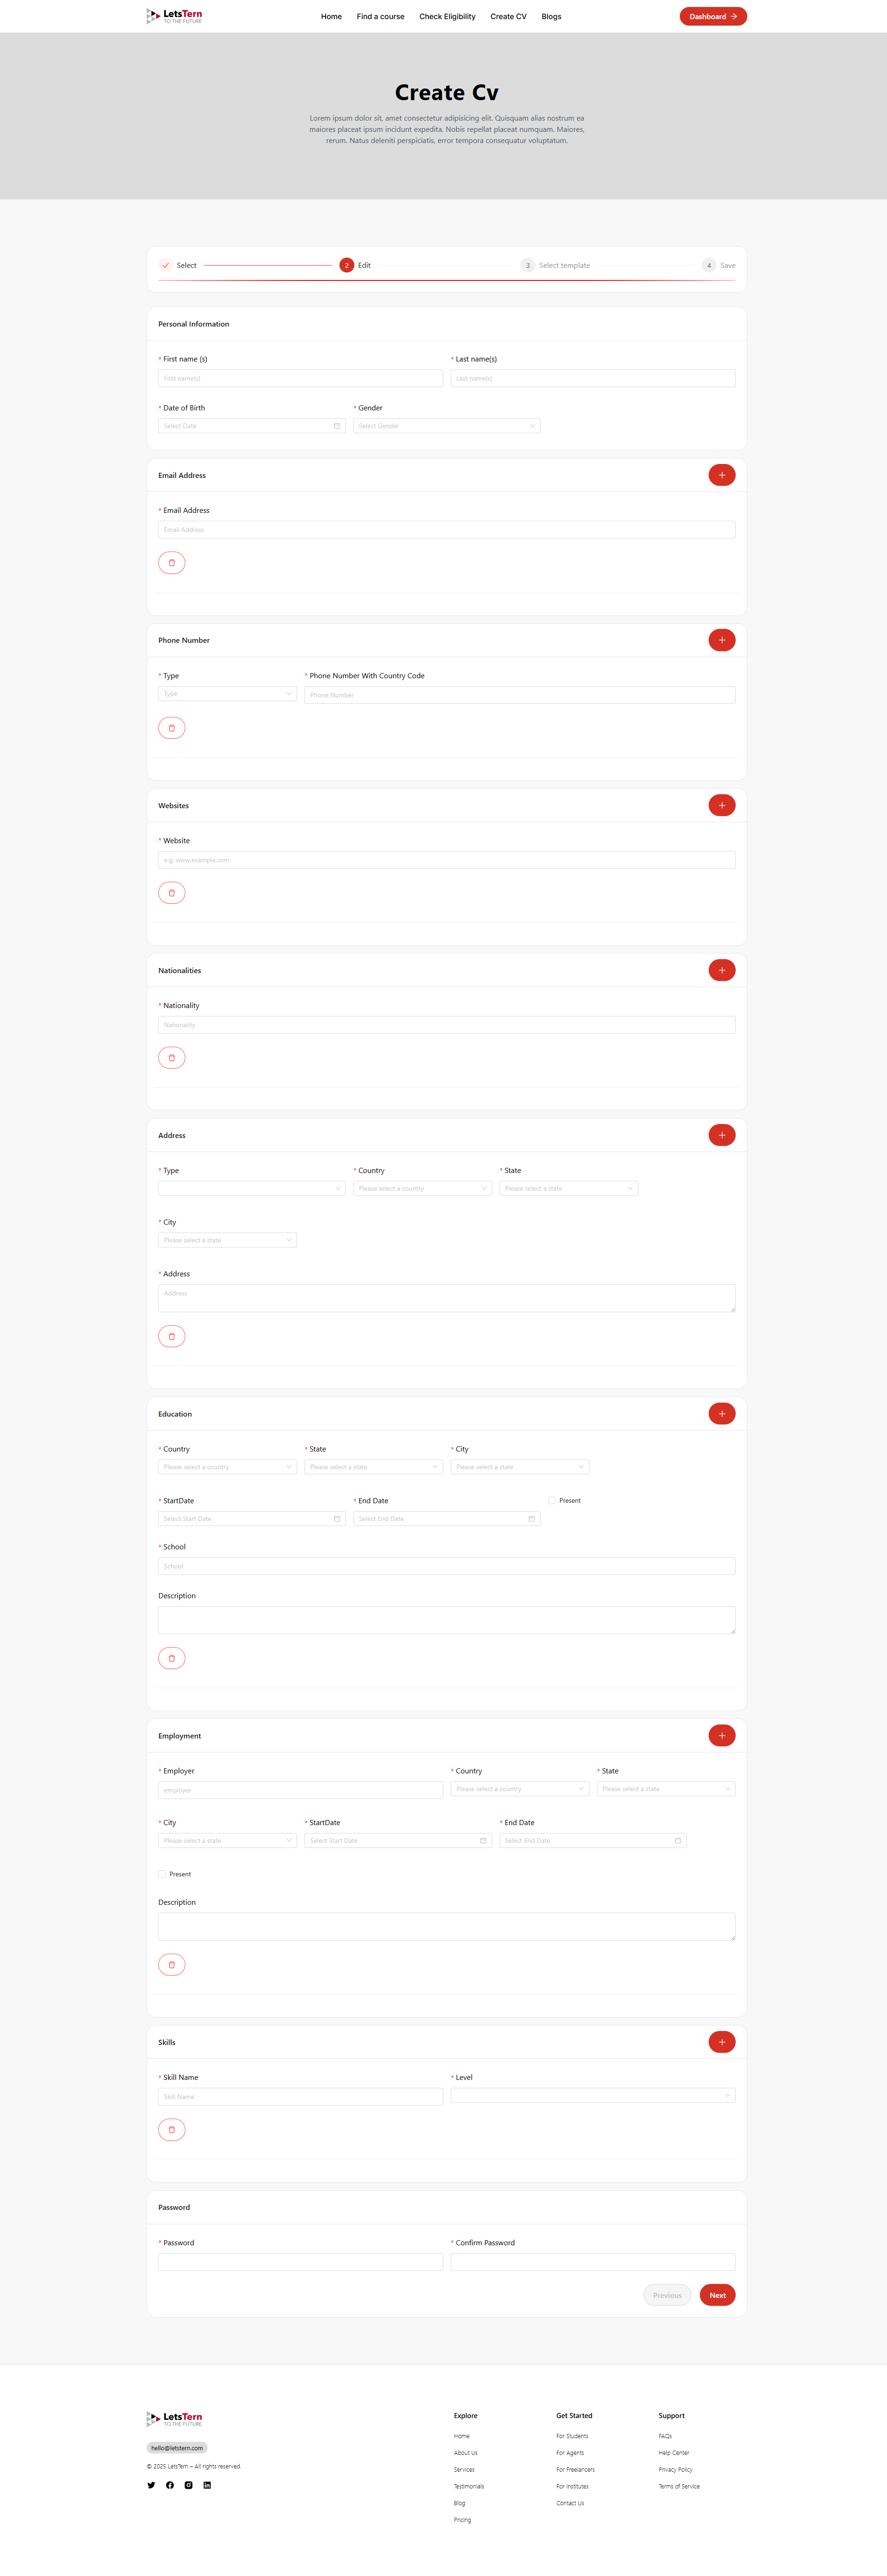 LetsTern
TO THE FUTURE
Home Find a course Check Eligibility Create CV Blogs
Dashboard
Create Cv
Lorem ipsum dolor sit, amet consectetur adipisicing elit. Quisquam alias nostrum ea
maiores placeat ipsum incidunt expedita. Nobis repellat placeat numquam. Maiores,
rerum. Natus deleniti perspiciatis, error tempora consequatur voluptatum.
Select 2 Edit 3 Select template 4 Save
Personal Information
* First name (s) * Last name(s)
First name(s) Last name(s)
* Date of Birth * Gender
Select Date Select Gender
Email Address
* Email Address
Email Address
Phone Number
* Type * Phone Number With Country Code
Type Phone Number
Websites
* Website
e.g. www.example.com
Nationalities
* Nationality
Nationality
Address
* Type * Country * State
Please select a country Please select a state
* City
Please select a state
* Address
Address
Education
* Country * State * City
Please select a country Please select a state Please select a state
* StartDate * End Date Present
Select Start Date Select End Date
* School
School
Description
Employment
* Employer * Country * State
employer Please select a country Please select a state
* City * StartDate * End Date
Please select a state Select Start Date Select End Date
Present
Description
Skills
* Skill Name * Level
Skill Name
Password
* Password * Confirm Password
Previous Next
LetsTern
TO THE FUTURE
hello@letstern.com
© 2025 LetsTern – All rights reserved.
Explore
Home
About Us
Services
Testimonials
Blog
Pricing
Get Started
For Students
For Agents
For Freelancers
For Institutes
Contact Us
Support
FAQs
Help Center
Privacy Policy
Terms of Service